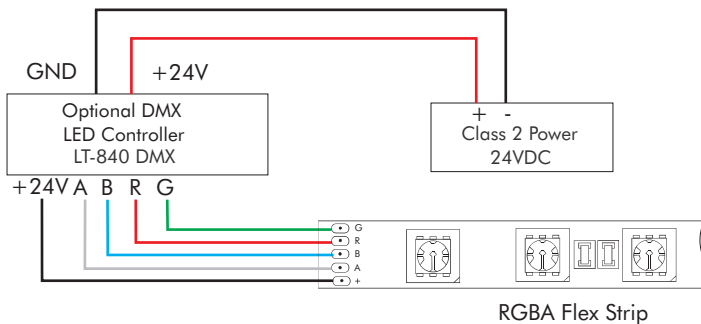 GND +24V
Optional DMX
LED Controller
LT-840 DMX
+ -
Class 2 Power
24VDC
+24V A B R G
G
R
B
A
+
RGBA Flex Strip